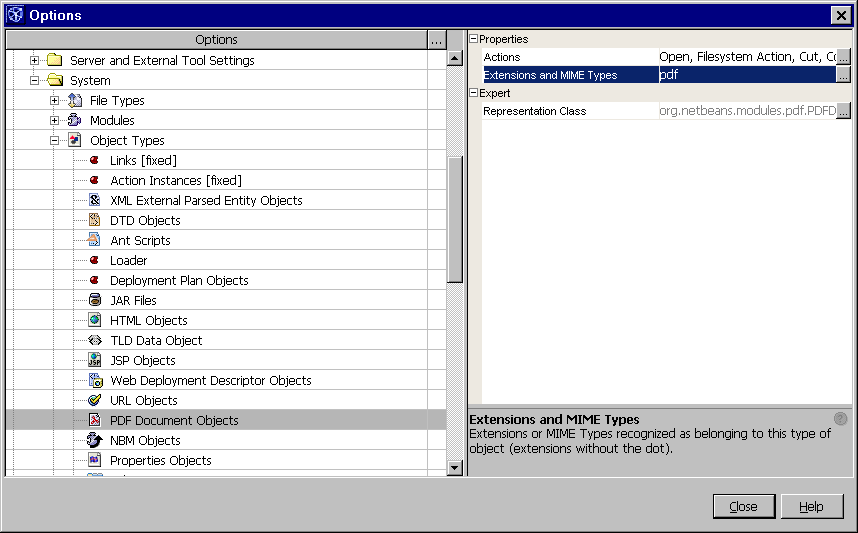 Options
Options
...
Server and External Tool Settings
System
File Types
Modules
Object Types
Links [fixed]
Action Instances [fixed]
XML External Parsed Entity Objects
DTD Objects
Ant Scripts
Loader
Deployment Plan Objects
JAR Files
HTML Objects
TLD Data Object
JSP Objects
Web Deployment Descriptor Objects
URL Objects
PDF Document Objects
NBM Objects
Properties Objects
Properties
Actions Open, Filesystem Action, Cut, Co ...
Extensions and MIME Types pdf ...
Expert
Representation Class org.netbeans.modules.pdf.PDFD ...
Extensions and MIME Types ?
Extensions or MIME Types recognized as belonging to this type of
object (extensions without the dot).
Close Help